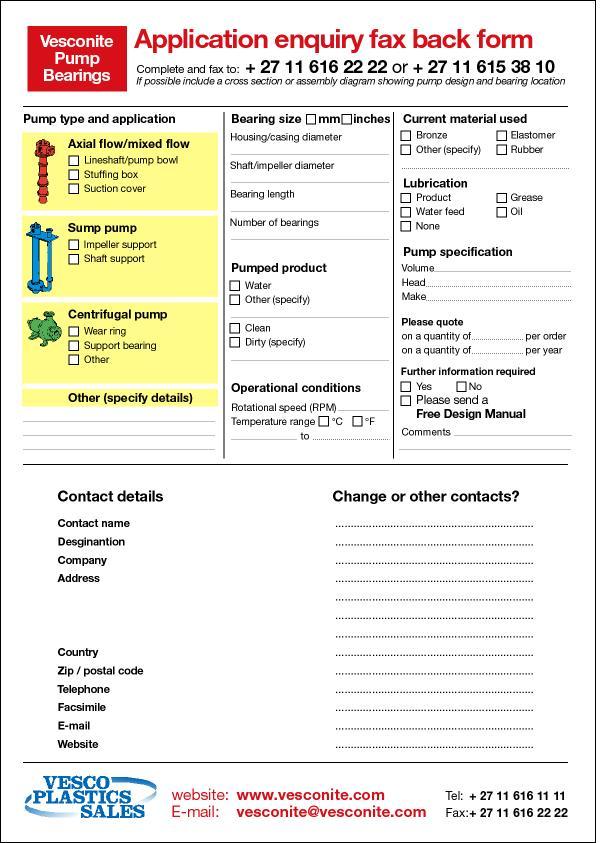 Vesconite
Pump
Bearings
Application enquiry fax back form
Complete and fax to: + 27 11 616 22 22 or + 27 11 615 38 10
If possible include a cross section or assembly diagram showing pump design and bearing location
Pump type and application
Axial flow/mixed flow
Lineshaft/pump bowl
Stuffing box
Suction cover
Sump pump
Impeller support
Shaft support
Centrifugal pump
Wear ring
Support bearing
Other
Other (specify details)
Bearing size mm inches
Housing/casing diameter
Shaft/impeller diameter
Bearing length
Number of bearings
Pumped product
Water
Other (specify)
Clean
Dirty (specify)
Operational conditions
Rotational speed (RPM)
Temperature range °C °F
to
Current material used
Bronze Elastomer
Other (specify) Rubber
Lubrication
Product Grease
Water feed Oil
None
Pump specification
Volume
Head
Make
Please quote
on a quantity of per order
on a quantity of per year
Further information required
Yes No
Please send a
Free Design Manual
Comments
Contact details Change or other contacts?
Contact name
Desginantion
Company
Address
Country
Zip / postal code
Telephone
Facsimile
E-mail
Website
VESCO
PLASTICS
SALES
website: www.vesconite.com
E-mail: vesconite@vesconite.com
Tel: + 27 11 616 11 11
Fax:+ 27 11 616 22 22